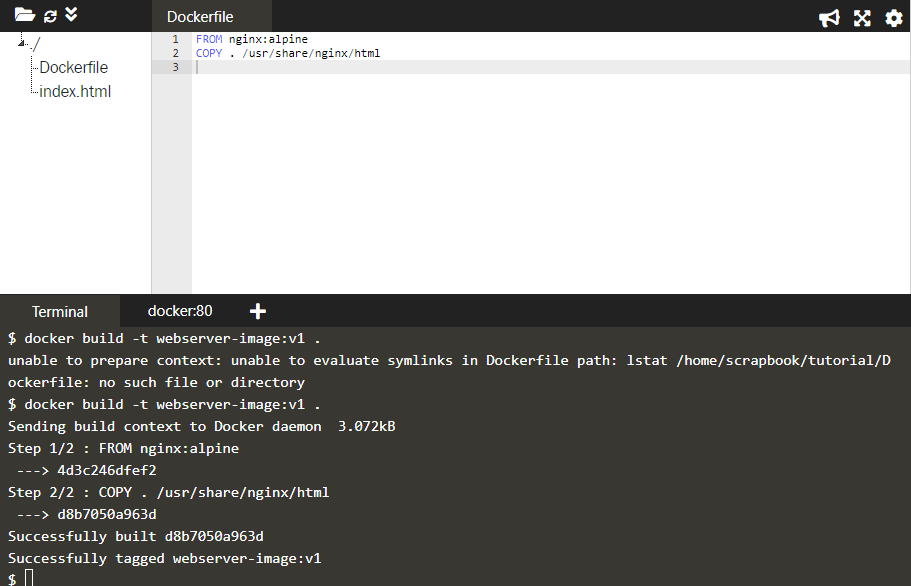 Dockerfile
./
Dockerfile
index.html
1 FROM nginx:alpine
2 COPY . /usr/share/nginx/html
3
Terminal
docker:80
$ docker build -t webserver-image:v1 .
unable to prepare context: unable to evaluate symlinks in Dockerfile path: lstat /home/scrapbook/tutorial/D
ockerfile: no such file or directory
$ docker build -t webserver-image:v1 .
Sending build context to Docker daemon  3.072kB
Step 1/2 : FROM nginx:alpine
 ---> 4d3c246dfef2
Step 2/2 : COPY . /usr/share/nginx/html
 ---> d8b7050a963d
Successfully built d8b7050a963d
Successfully tagged webserver-image:v1
$